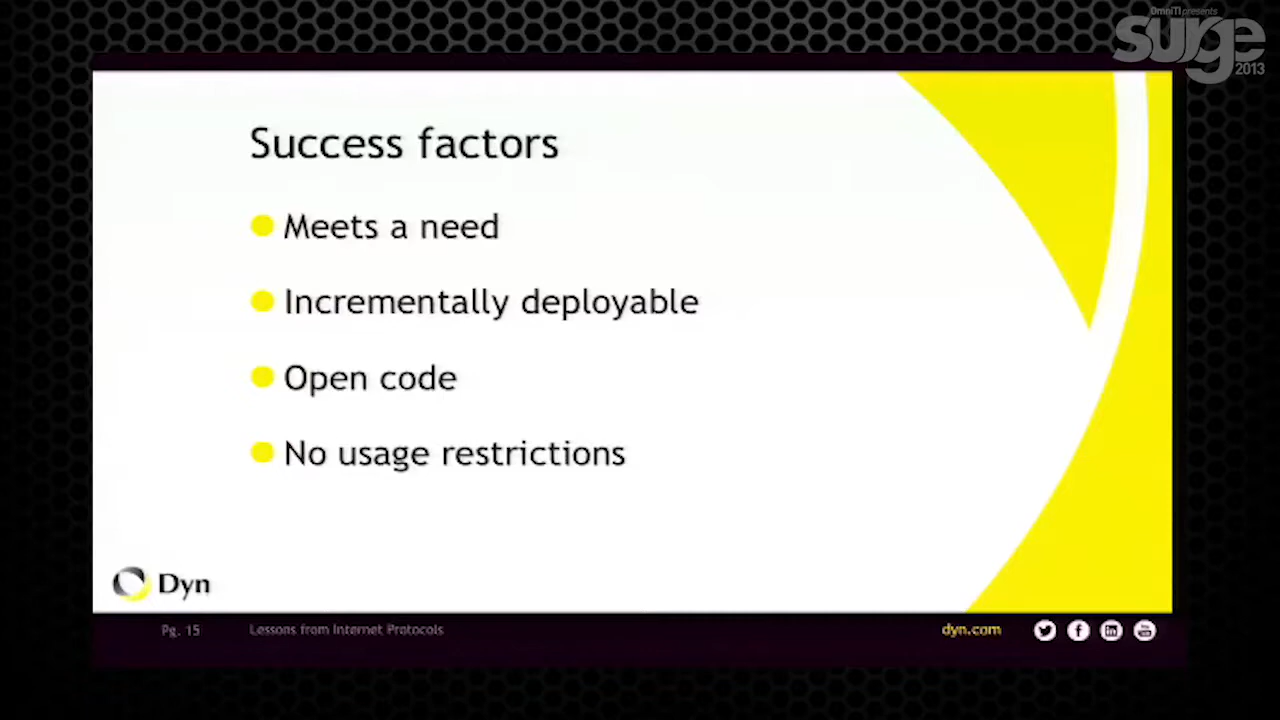 OmniTI presents
surge
2013
Success factors
Meets a need
Incrementally deployable
Open code
No usage restrictions
Dyn
Pg. 15
Lessons from Internet Protocols
dyn.com